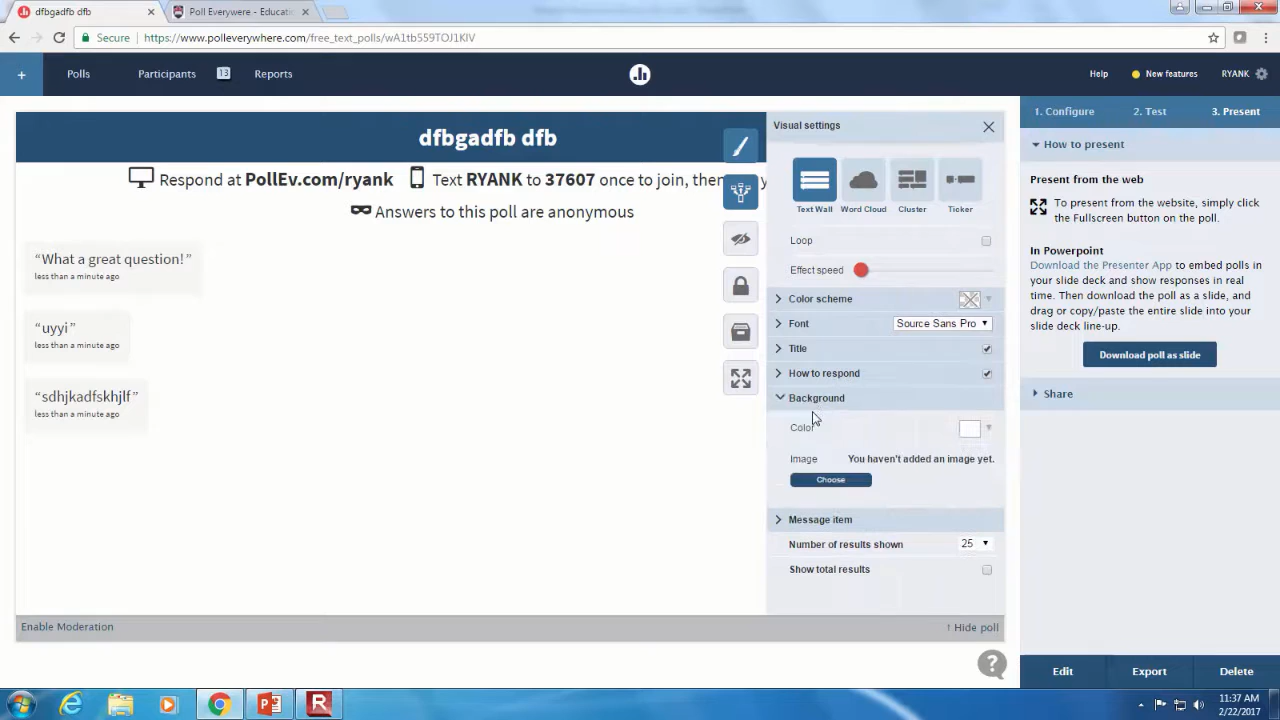 dfbgadfb dfb
Poll Everywere - Educatic
Secure
https://www.polleverywhere.com/free_text_polls/wA1tb559TOJ1KIV
+
Polls
Participants
13
Reports
Help
New features
RYANK
dfbgadfb dfb
Respond at PollEv.com/ryank
Text RYANK to 37607 once to join, then
Answers to this poll are anonymous
“What a great question!”
less than a minute ago
“uyyi”
less than a minute ago
“sdhjkadfskhjlf”
less than a minute ago
Enable Moderation
↑ Hide poll
Visual settings
Text Wall
Word Cloud
Cluster
Ticker
Loop
Effect speed
Color scheme
Font
Source Sans Pro
Title
How to respond
Background
Color
Image
You haven't added an image yet.
Choose
Message item
Number of results shown
25
Show total results
1. Configure
2. Test
3. Present
How to present
Present from the web
To present from the website, simply click
the Fullscreen button on the poll.
In Powerpoint
Download the Presenter App to embed polls in
your slide deck and show responses in real
time. Then download the poll as a slide, and
drag or copy/paste the entire slide into your
slide deck line-up.
Download poll as slide
Share
?
Edit
Export
Delete
11:37 AM
2/22/2017